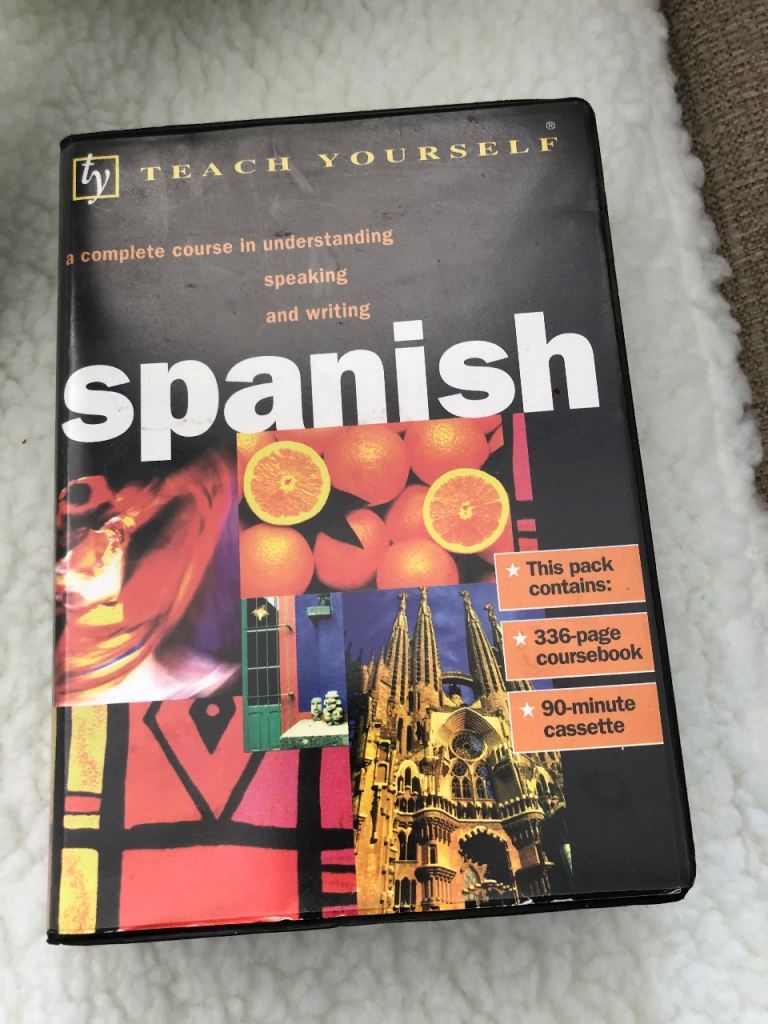 ty TEACH YOURSELF®
a complete course in understanding
speaking
and writing
spanish
★ This pack
contains:
★ 336-page
coursebook
★ 90-minute
cassette